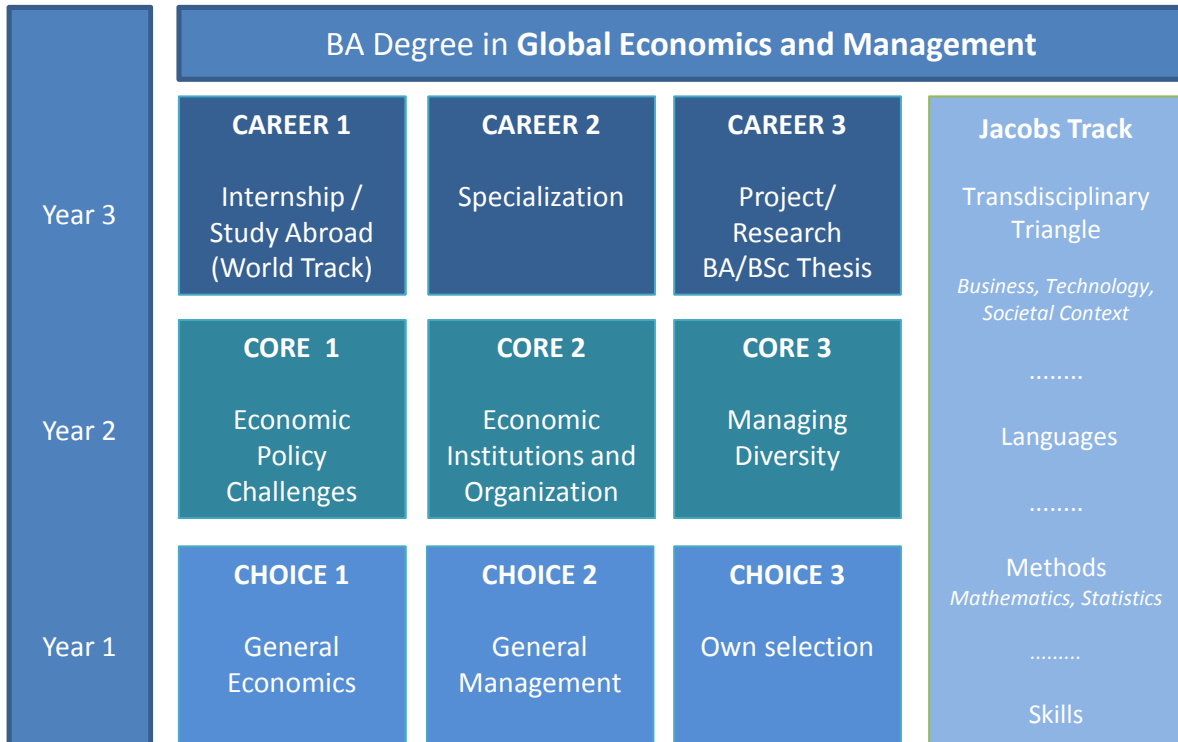 BA Degree in Global Economics and Management
Year 3
CAREER 1
Internship /
Study Abroad
(World Track)
CAREER 2
Specialization
CAREER 3
Project/
Research
BA/BSc Thesis
Year 2
CORE  1
Economic
Policy
Challenges
CORE 2
Economic
Institutions and
Organization
CORE 3
Managing
Diversity
Year 1
CHOICE 1
General
Economics
CHOICE 2
General
Management
CHOICE 3
Own selection
Jacobs Track
Transdisciplinary
Triangle
Business, Technology,
Societal Context
........
Languages
........
Methods
Mathematics, Statistics
.........
Skills